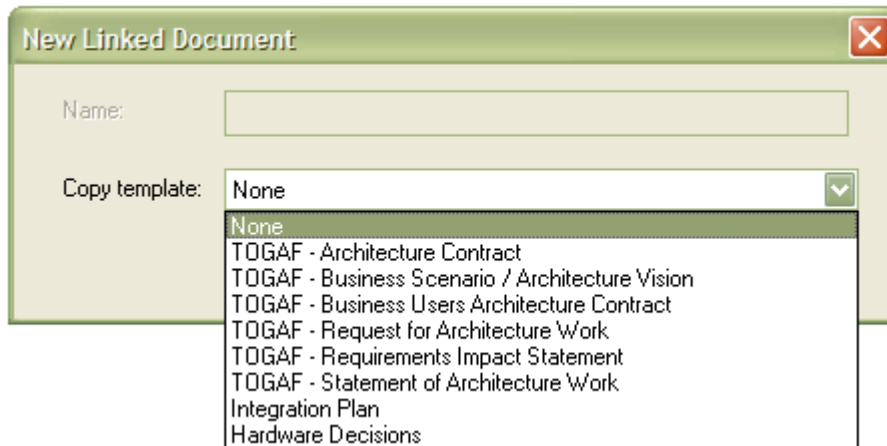 New Linked Document
Name:
Copy template: None
None
TOGAF - Architecture Contract
TOGAF - Business Scenario / Architecture Vision
TOGAF - Business Users Architecture Contract
TOGAF - Request for Architecture Work
TOGAF - Requirements Impact Statement
TOGAF - Statement of Architecture Work
Integration Plan
Hardware Decisions